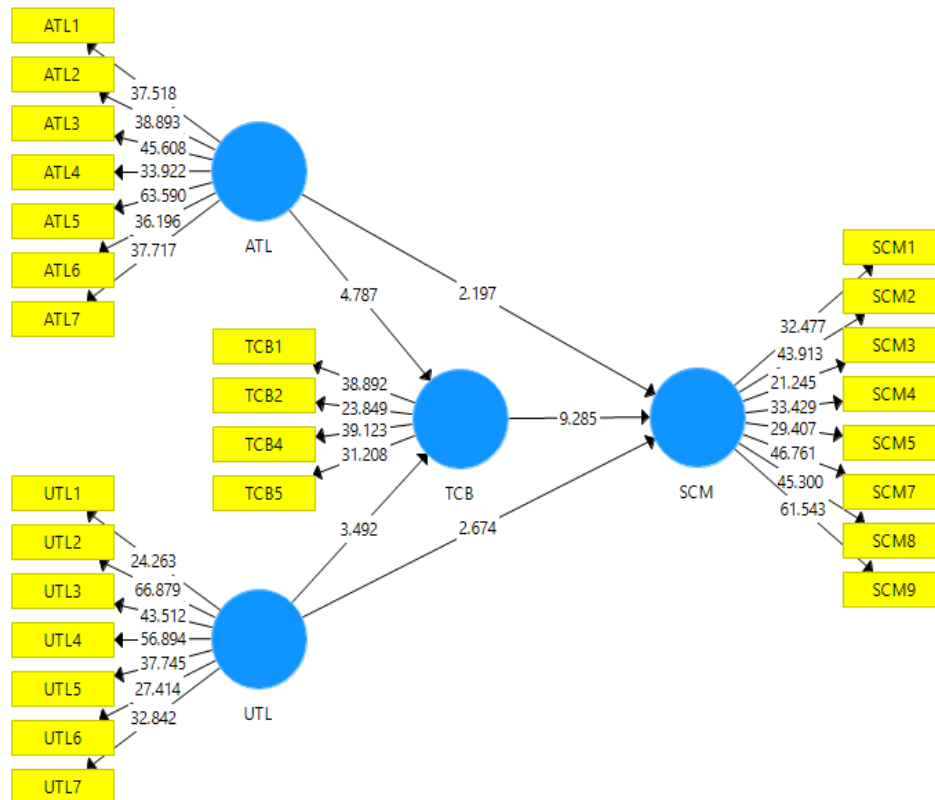 ATL1
ATL2
ATL3
ATL4
ATL5
ATL6
ATL7
37.518
38.893
45.608
33.922
63.590
36.196
37.717
ATL
4.787
2.197
TCB1
TCB2
TCB4
TCB5
38.892
23.849
39.123
31.208
TCB
9.285
UTL1
UTL2
UTL3
UTL4
UTL5
UTL6
UTL7
24.263
66.879
43.512
56.894
37.745
27.414
32.842
UTL
3.492
2.674
SCM
32.477
43.913
21.245
33.429
29.407
46.761
45.300
61.543
SCM1
SCM2
SCM3
SCM4
SCM5
SCM7
SCM8
SCM9